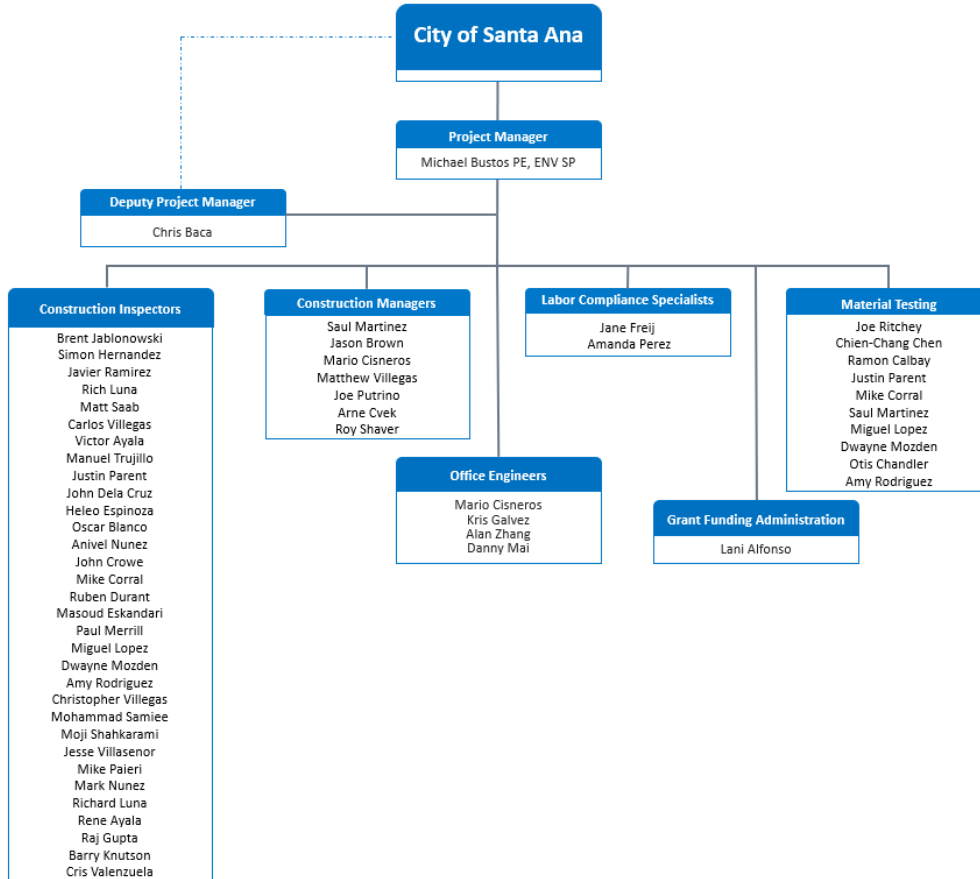 City of Santa Ana
Project Manager
Michael Bustos PE, ENV SP
Deputy Project Manager
Chris Baca
Construction Inspectors
Brent Jablonowski
Simon Hernandez
Javier Ramirez
Rich Luna
Matt Saab
Carlos Villegas
Victor Ayala
Manuel Trujillo
Justin Parent
John Dela Cruz
Heleo Espinoza
Oscar Blanco
Anivel Nunez
John Crowe
Mike Corral
Ruben Durant
Masoud Eskandari
Paul Merrill
Miguel Lopez
Dwayne Mozden
Amy Rodriguez
Christopher Villegas
Mohammad Samiee
Moji Shahkarami
Jesse Villasenor
Mike Paieri
Mark Nunez
Richard Luna
Rene Ayala
Raj Gupta
Barry Knutson
Cris Valenzuela
Construction Managers
Saul Martinez
Jason Brown
Mario Cisneros
Matthew Villegas
Joe Putrino
Arne Cvek
Roy Shaver
Office Engineers
Mario Cisneros
Kris Galvez
Alan Zhang
Danny Mai
Labor Compliance Specialists
Jane Freij
Amanda Perez
Grant Funding Administration
Lani Alfonso
Material Testing
Joe Ritchey
Chien-Chang Chen
Ramon Calbay
Justin Parent
Mike Corral
Saul Martinez
Miguel Lopez
Dwayne Mozden
Otis Chandler
Amy Rodriguez